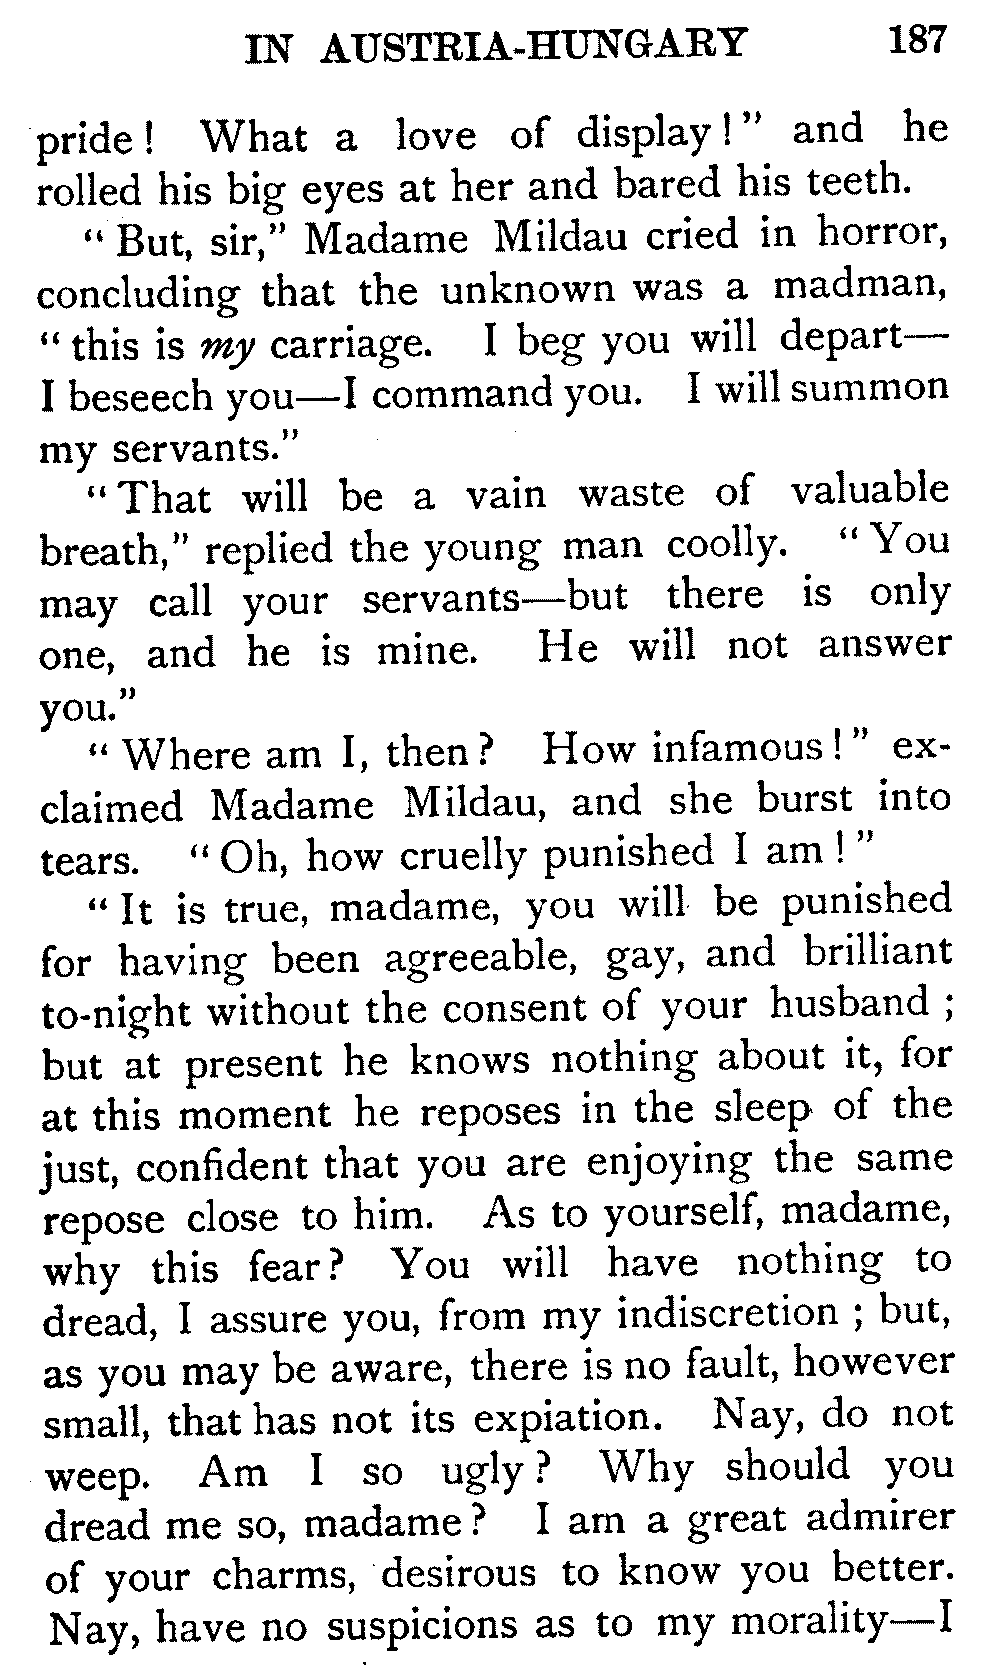 IN AUSTRIA-HUNGARY 187
pride! What a love of display!" and he
rolled his big eyes at her and bared his teeth.
"But, sir," Madame Mildau cried in horror,
concluding that the unknown was a madman,
"this is my carriage. I beg you will depart—
I beseech you—I command you. I will summon
my servants."
"That will be a vain waste of valuable
breath," replied the young man coolly. "You
may call your servants—but there is only
one, and he is mine. He will not answer
you."
"Where am I, then? How infamous!" ex-
claimed Madame Mildau, and she burst into
tears. "Oh, how cruelly punished I am!"
"It is true, madame, you will be punished
for having been agreeable, gay, and brilliant
to-night without the consent of your husband;
but at present he knows nothing about it, for
at this moment he reposes in the sleep of the
just, confident that you are enjoying the same
repose close to him. As to yourself, madame,
why this fear? You will have nothing to
dread, I assure you, from my indiscretion; but,
as you may be aware, there is no fault, however
small, that has not its expiation. Nay, do not
weep. Am I so ugly? Why should you
dread me so, madame? I am a great admirer
of your charms, desirous to know you better.
Nay, have no suspicions as to my morality—I